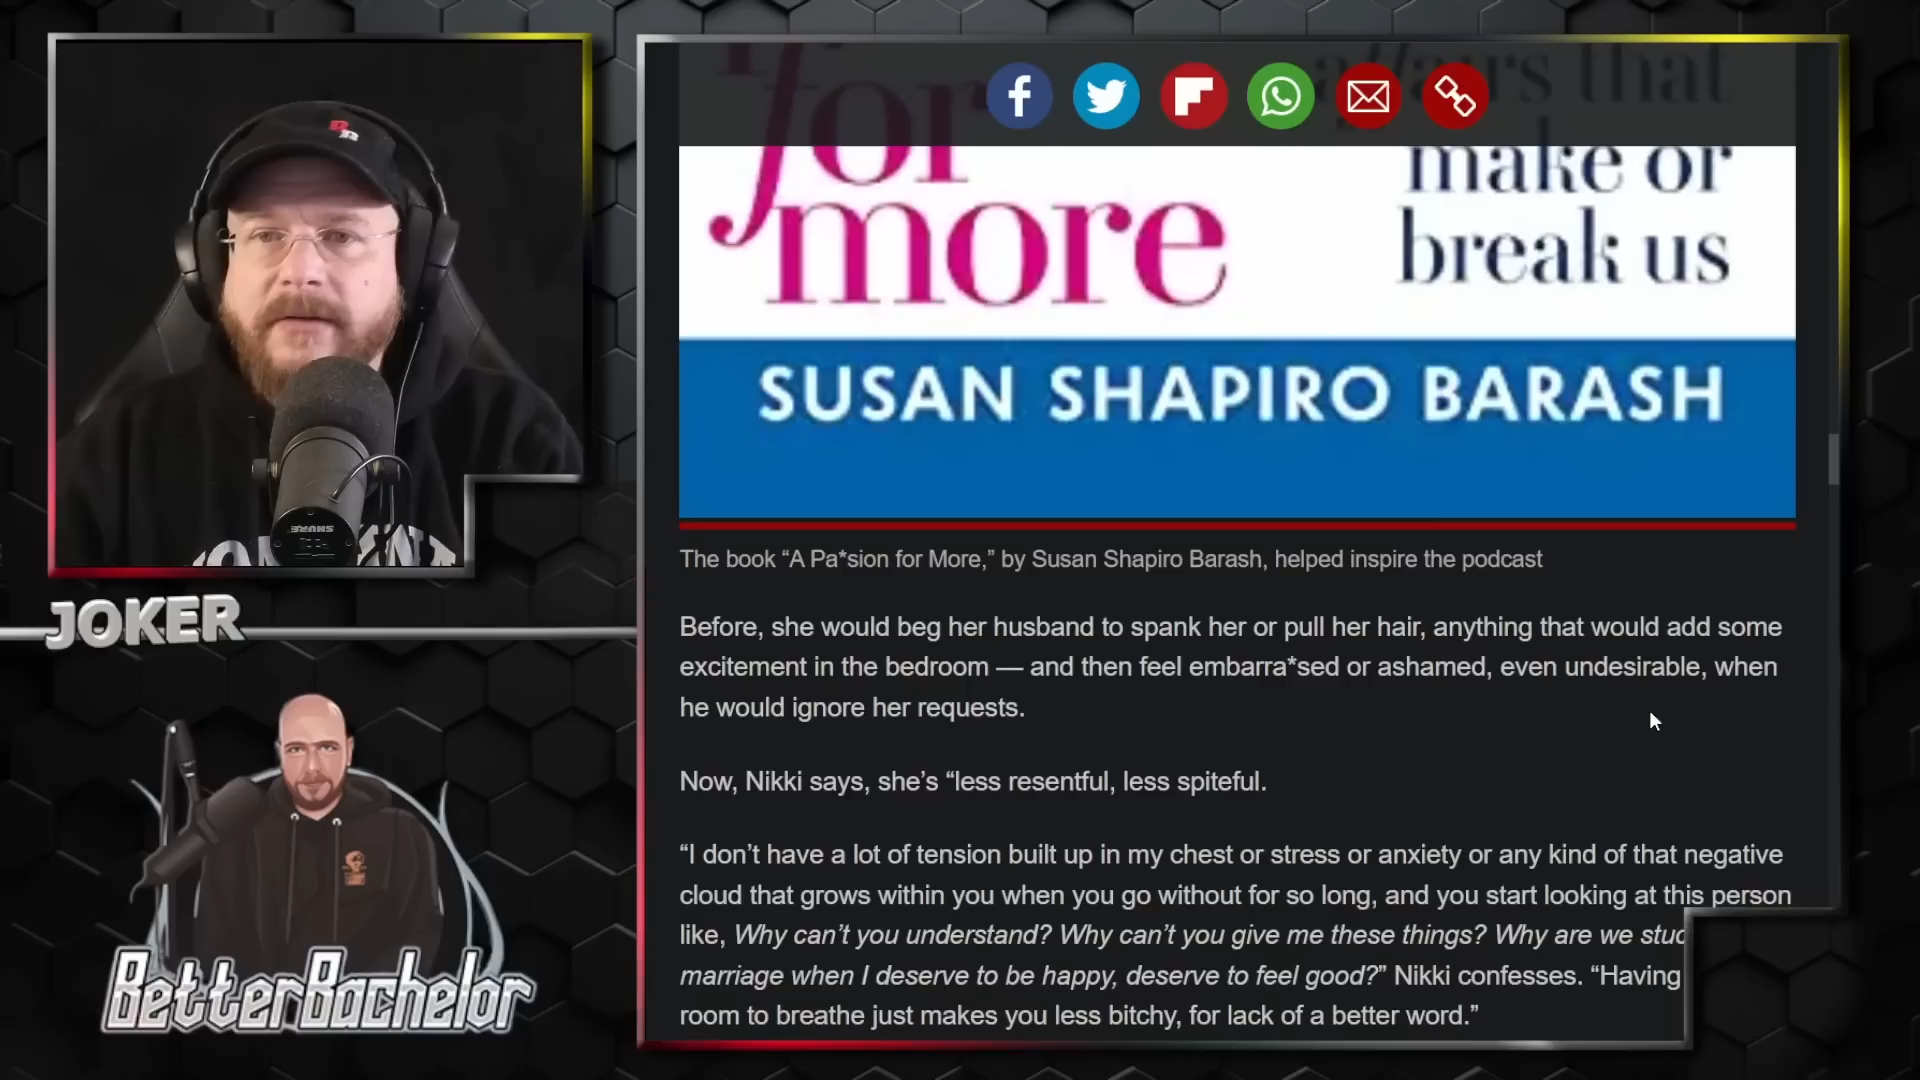 for
affairs that
more
make or
break us
SUSAN SHAPIRO BARASH
The book “A Pa*sion for More,” by Susan Shapiro Barash, helped inspire the podcast
Before, she would beg her husband to spank her or pull her hair, anything that would add some
excitement in the bedroom — and then feel embarra*sed or ashamed, even undesirable, when
he would ignore her requests.
Now, Nikki says, she’s “less resentful, less spiteful.
“I don’t have a lot of tension built up in my chest or stress or anxiety or any kind of that negative
cloud that grows within you when you go without for so long, and you start looking at this person
like, Why can’t you understand? Why can’t you give me these things? Why are we stuc
marriage when I deserve to be happy, deserve to feel good?” Nikki confesses. “Having
room to breathe just makes you less bitchy, for lack of a better word.”
SHURE
JOKER
BetterBachelor